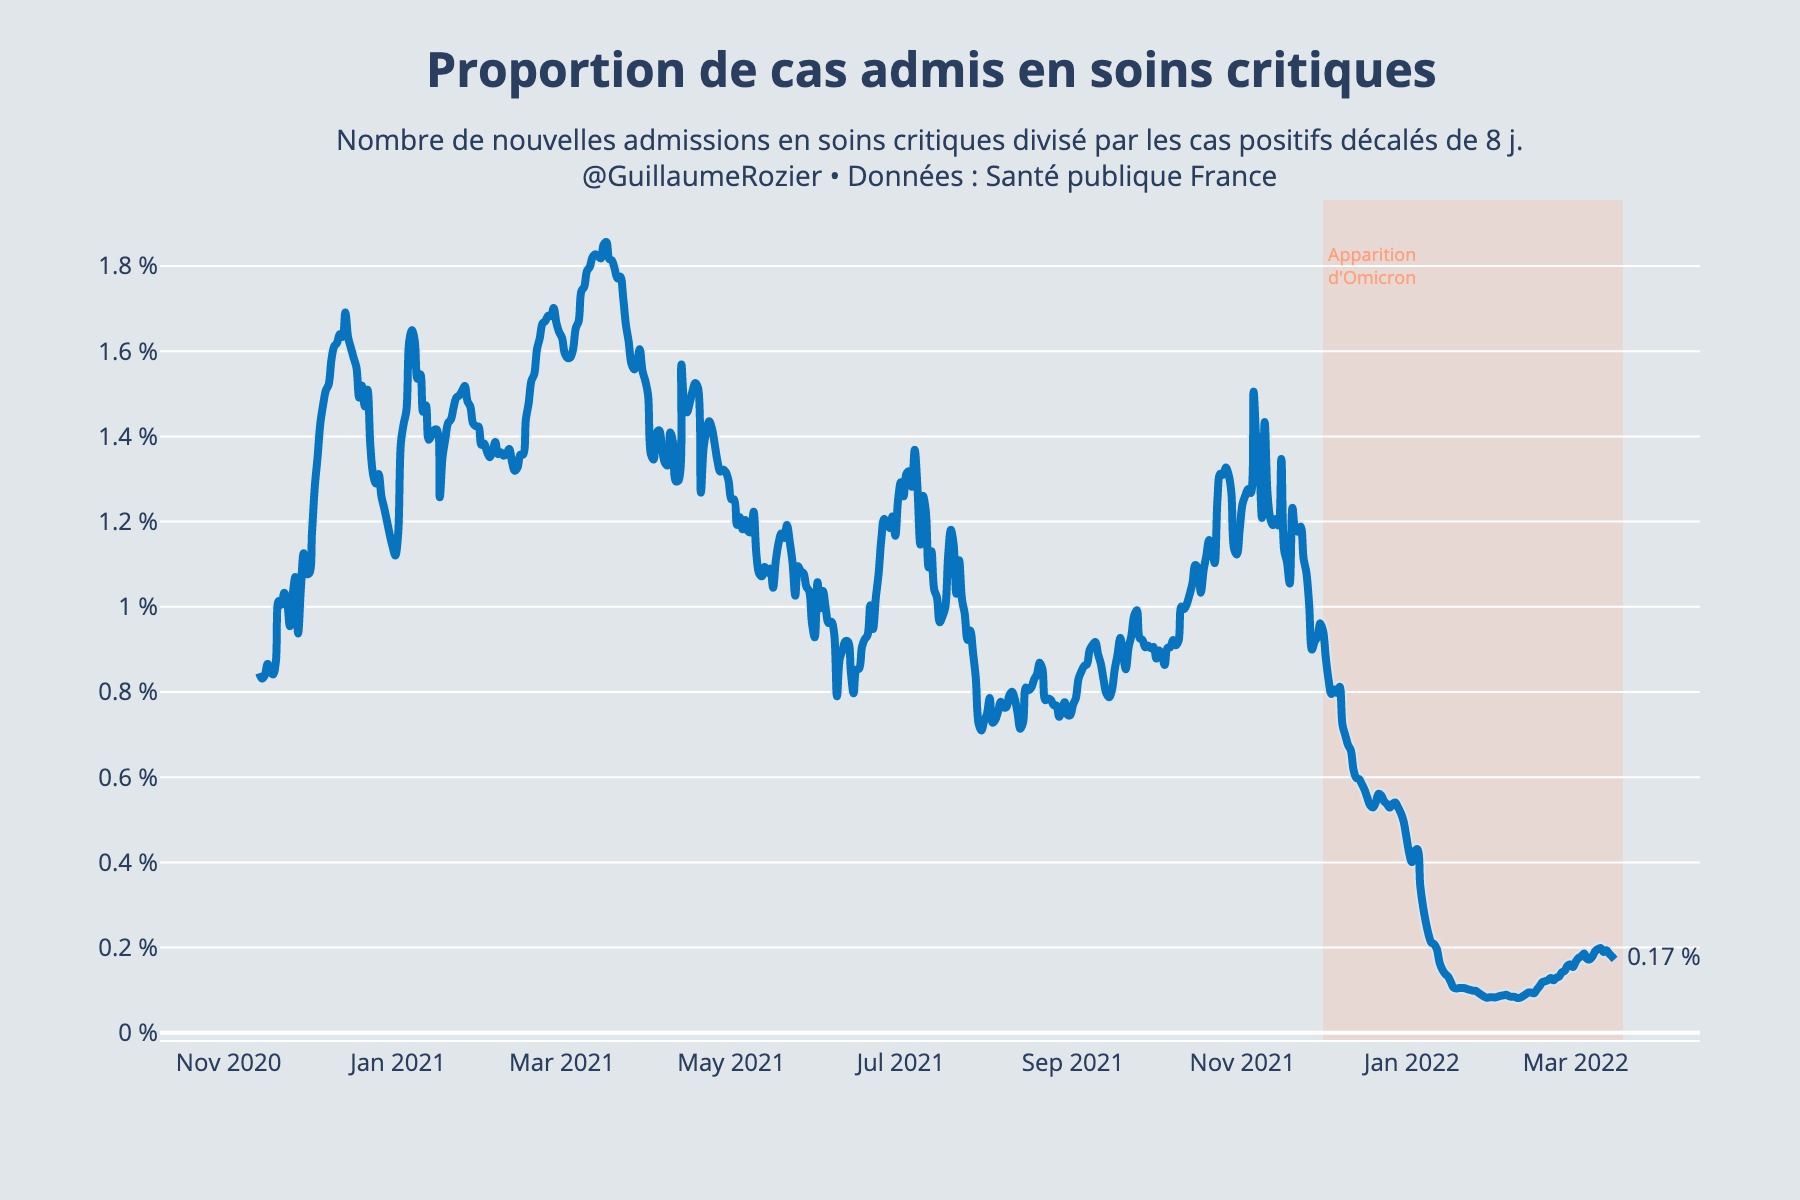 Proportion de cas admis en soins critiques
Nombre de nouvelles admissions en soins critiques divisé par les cas positifs décalés de 8 j.
@GuillaumeRozier • Données : Santé publique France
Apparition
d'Omicron
1.8 %
1.6 %
1.4 %
1.2 %
1 %
0.8 %
0.6 %
0.4 %
0.2 %
0.17 %
0 %
Nov 2020
Jan 2021
Mar 2021
May 2021
Jul 2021
Sep 2021
Nov 2021
Jan 2022
Mar 2022